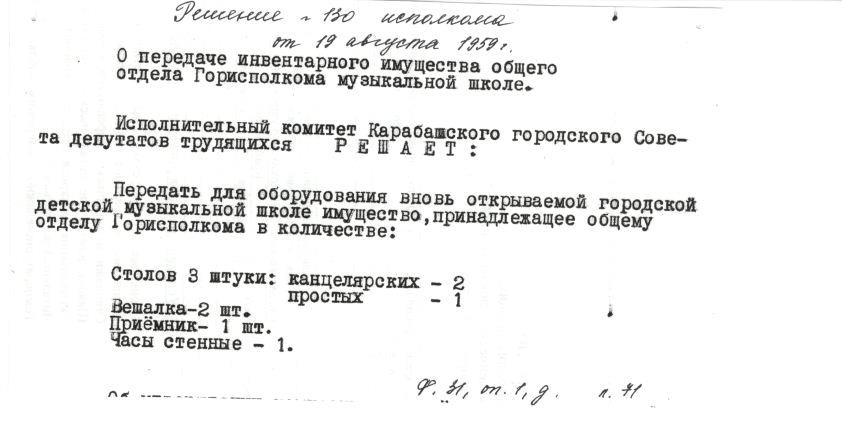 Решение № 130 исполкома
от 19 августа 1959г.
О передаче инвентарного имущества общего
отдела Горисполкома музыкальной школе.
Исполнительный комитет Карабашского городского Сове-
та депутатов трудящихся Р Е Ш А Е Т :
Передать для оборудования вновь открываемой городской
детской музыкальной школе имущество,принадлежащее общему
отделу Горисполкома в количестве:
Столов 3 штуки: канцелярских - 2
простых - 1
Вешалка-2 шт.
Приёмник- 1 шт.
Часы стенные - 1.
Ф. 31, оп. 1, д. л. 71